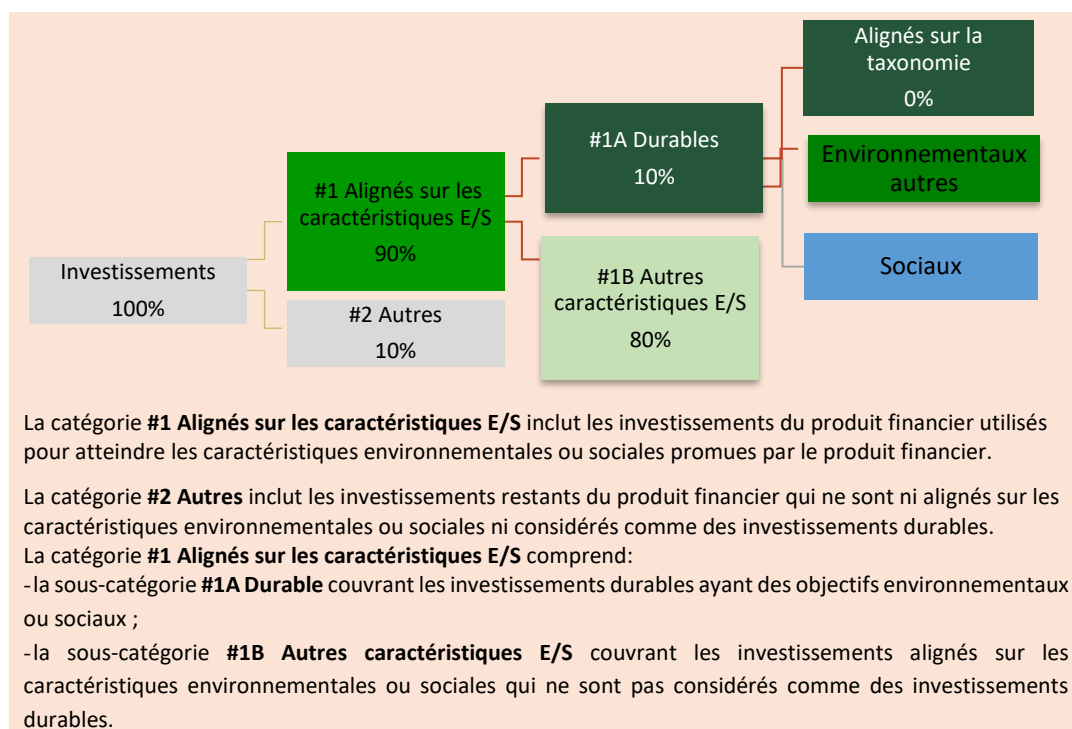 Alignés sur la
taxonomie
0%
#1A Durables
10%
Environnementaux
autres
#1 Alignés sur les
caractéristiques E/S
90%
Sociaux
Investissements
100%
#1B Autres
caractéristiques E/S
80%
#2 Autres
10%
La catégorie #1 Alignés sur les caractéristiques E/S inclut les investissements du produit financier utilisés
pour atteindre les caractéristiques environnementales ou sociales promues par le produit financier.
La catégorie #2 Autres inclut les investissements restants du produit financier qui ne sont ni alignés sur les
caractéristiques environnementales ou sociales ni considérés comme des investissements durables.
La catégorie #1 Alignés sur les caractéristiques E/S comprend:
-la sous-catégorie #1A Durable couvrant les investissements durables ayant des objectifs environnementaux
ou sociaux ;
-la sous-catégorie #1B Autres caractéristiques E/S couvrant les investissements alignés sur les
caractéristiques environnementales ou sociales qui ne sont pas considérés comme des investissements
durables.